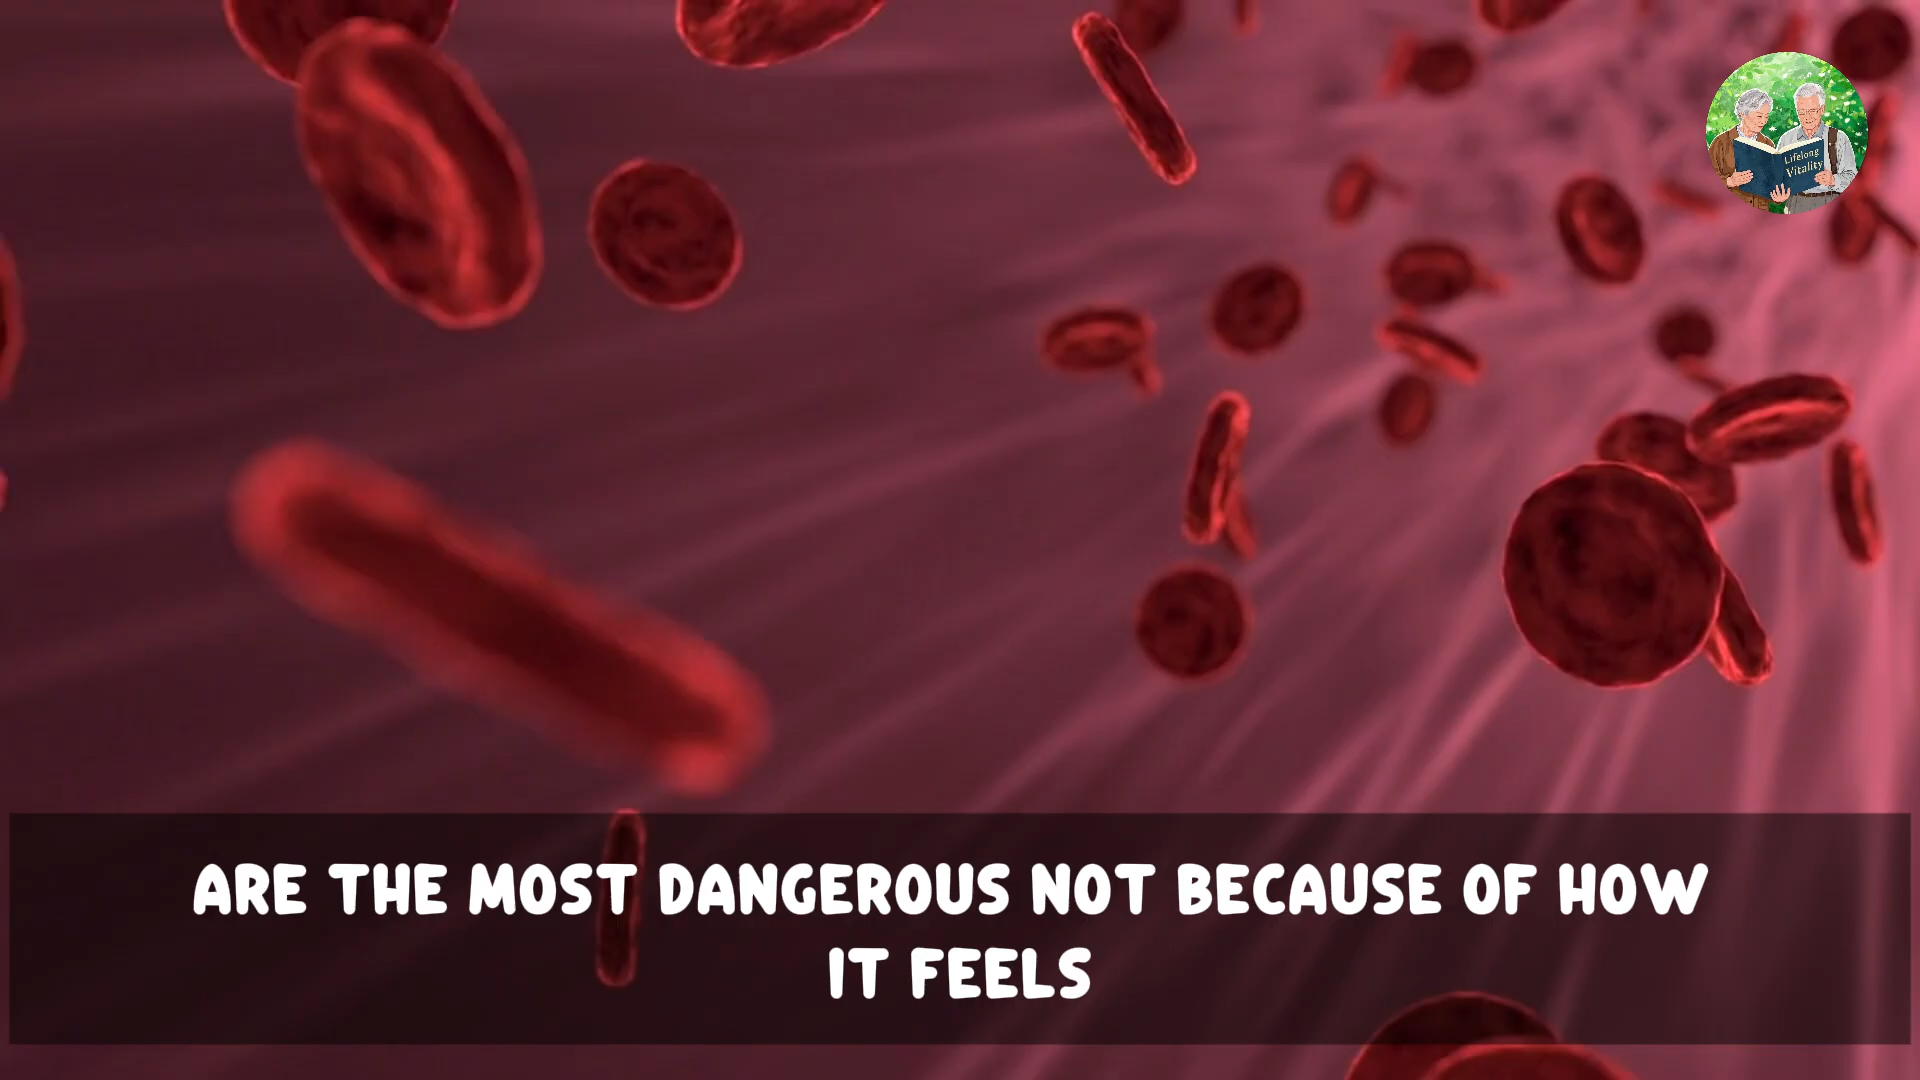 Lifelong
Vitality
ARE THE MOST DANGEROUS NOT BECAUSE OF HOW
IT FEELS